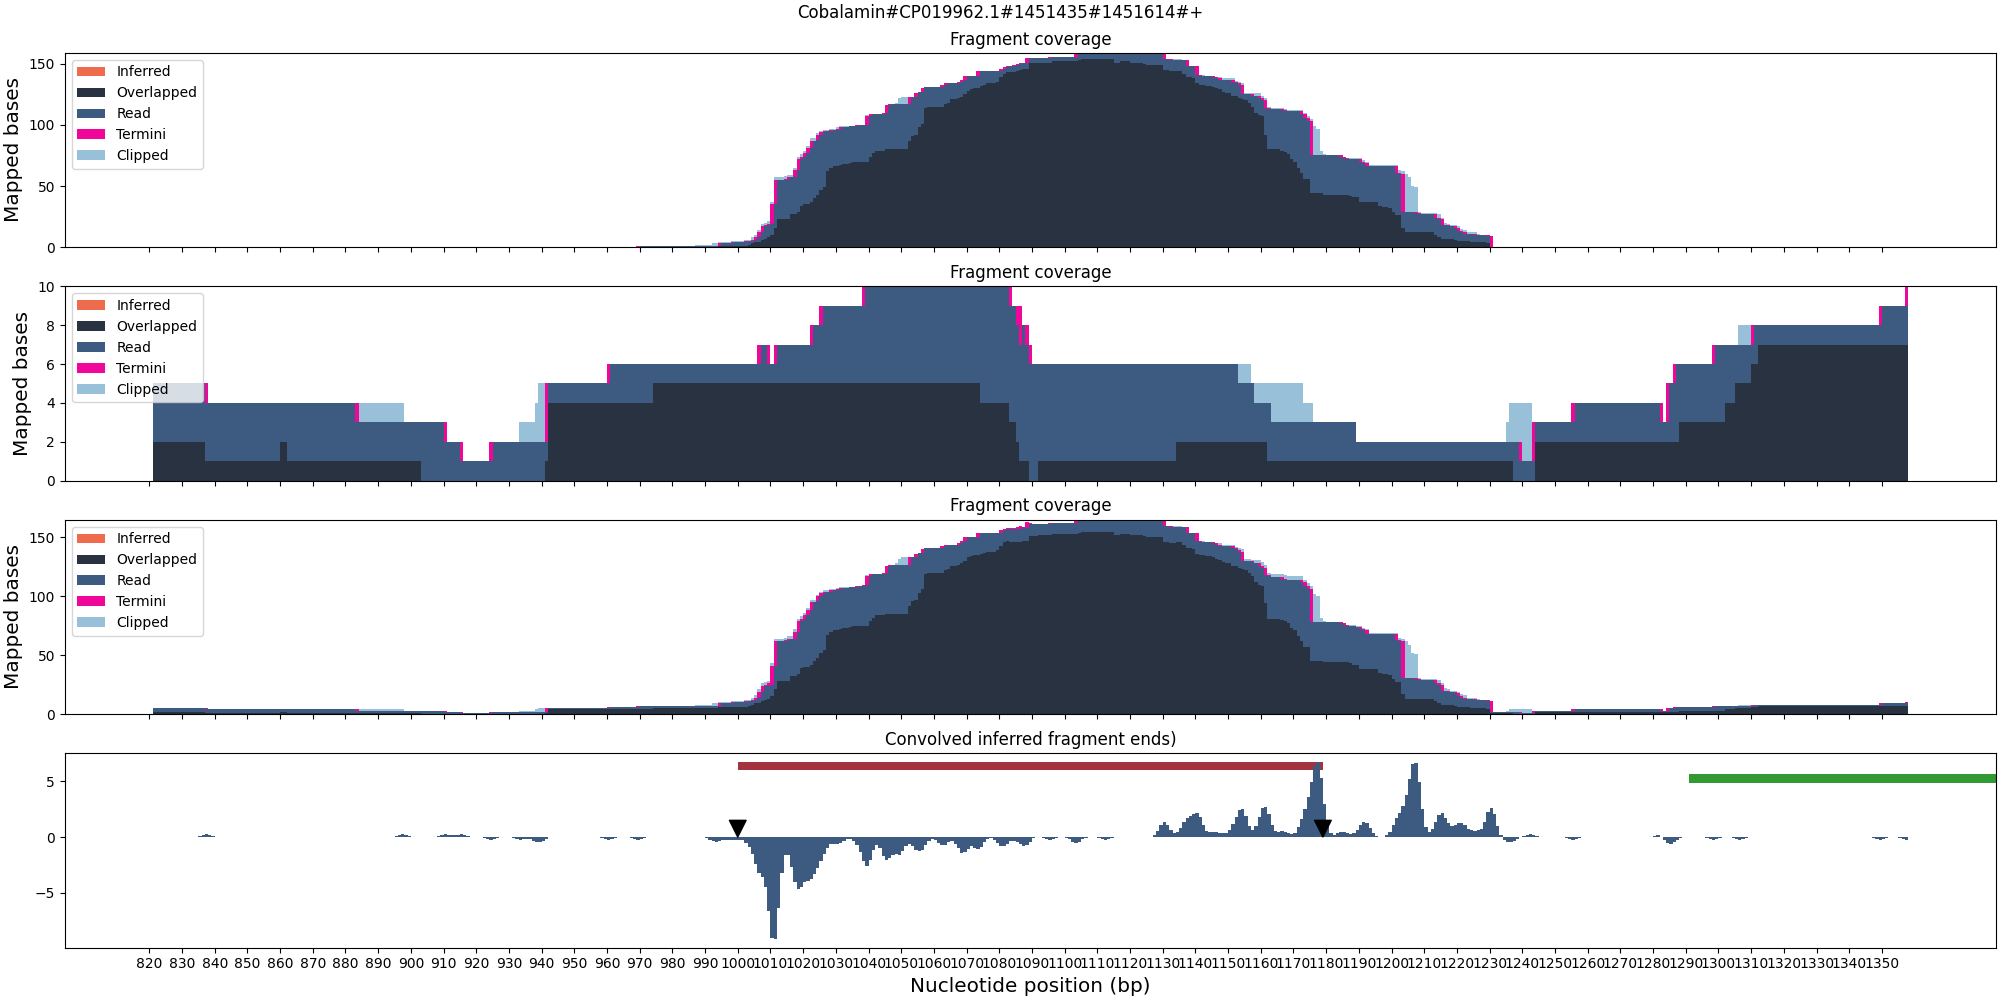 Cobalamin#CP019962.1#1451435#1451614#+
Fragment coverage
Mapped bases
150
100
50
0
Inferred
Overlapped
Read
Termini
Clipped
Fragment coverage
Mapped bases
10
8
6
4
2
0
Inferred
Overlapped
Read
Termini
Clipped
Fragment coverage
Mapped bases
150
100
50
0
Inferred
Overlapped
Read
Termini
Clipped
Convolved inferred fragment ends)
5
0
−5
820 830 840 850 860 870 880 890 900 910 920 930 940 950 960 970 980 990 1000 1010 1020 1030 1040 1050 1060 1070 1080 1090 1100 1110 1120 1130 1140 1150 1160 1170 1180 1190 1200 1210 1220 1230 1240 1250 1260 1270 1280 1290 1300 1310 1320 1330 1340 1350
Nucleotide position (bp)